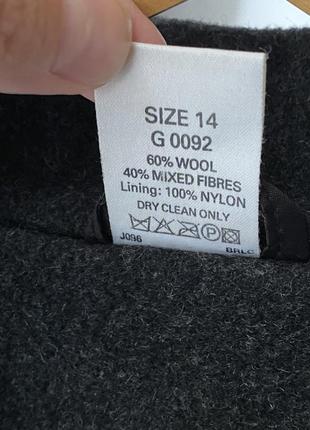 SIZE 14
G 0092
60% WOOL
40% MIXED FIBRES
Lining: 100% NYLON
DRY CLEAN ONLY
P
J096 BRLC